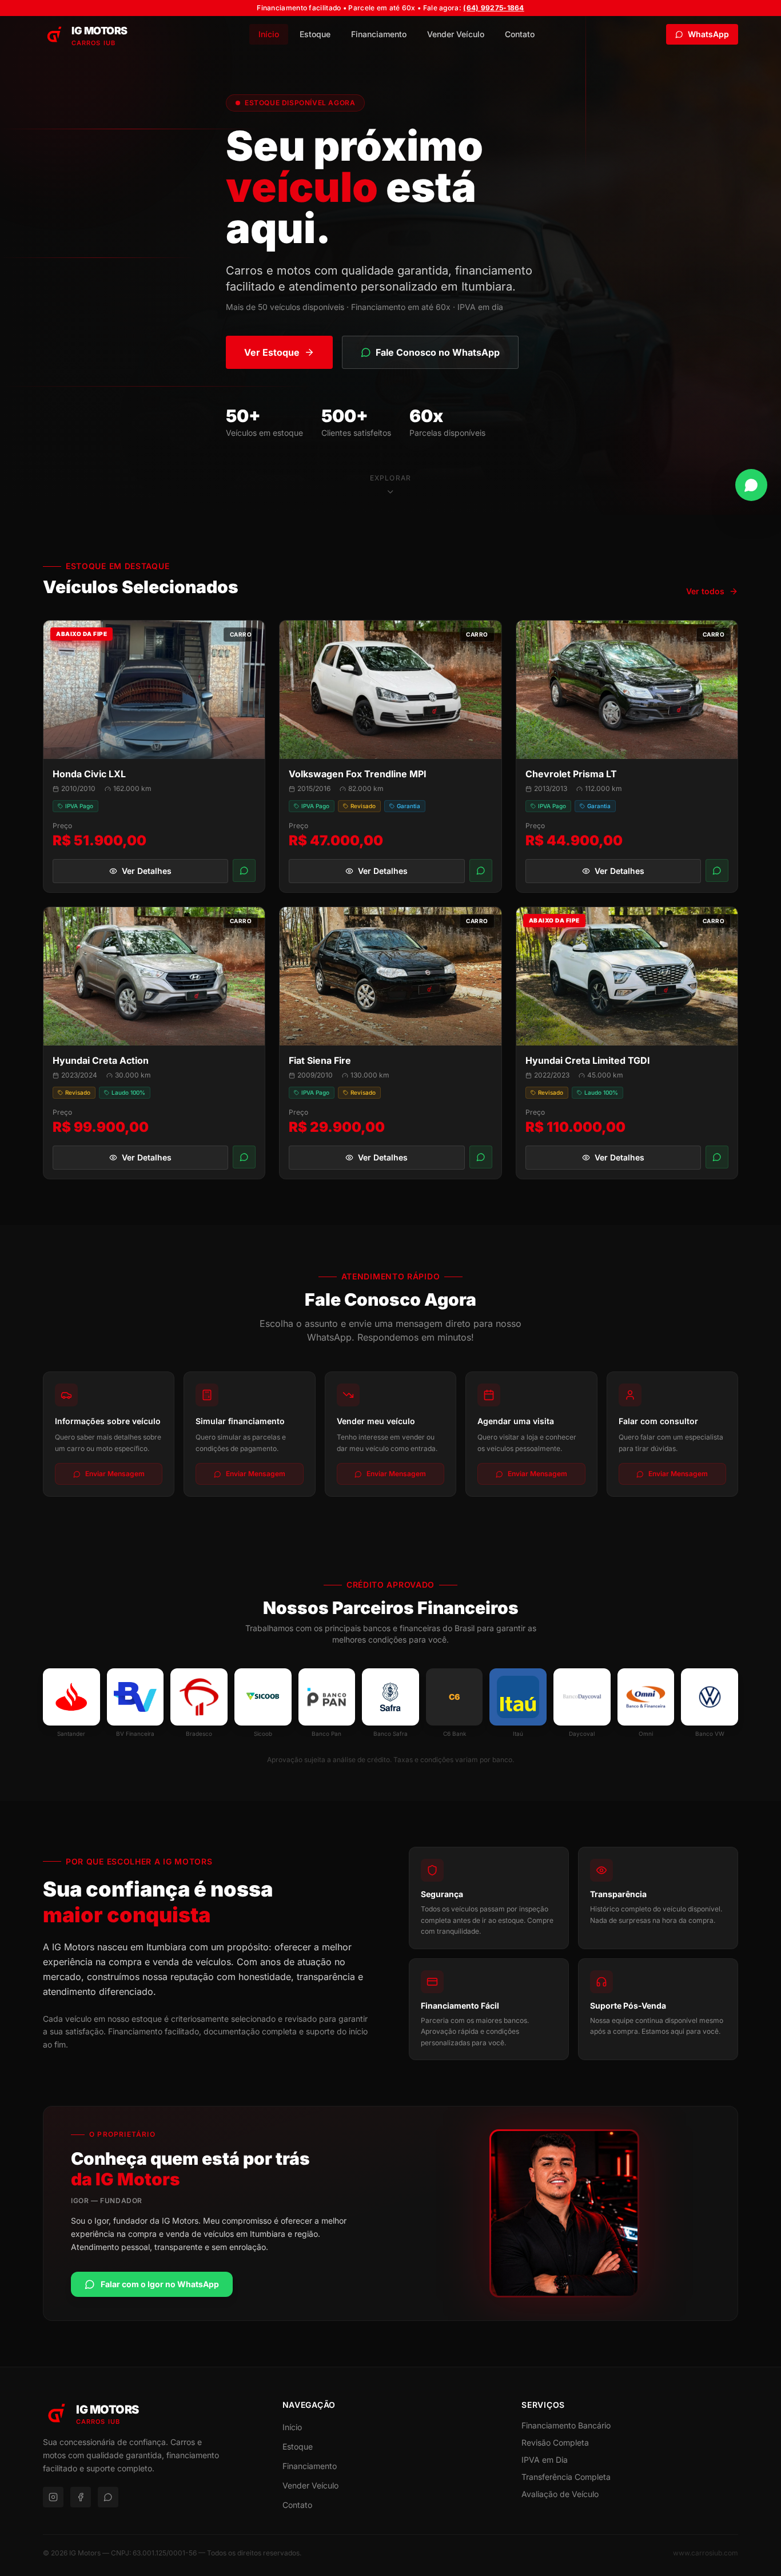 Financiamento facilitado • Parcele em até 60x • Fale agora: (64) 99275-1864
IG MOTORS
CARROS IUB
Início
Estoque
Financiamento
Vender Veículo
Contato
WhatsApp
ESTOQUE DISPONÍVEL AGORA
Seu próximo
veículo está
aqui.
Carros e motos com qualidade garantida, financiamento
facilitado e atendimento personalizado em Itumbiara.
Mais de 50 veículos disponíveis · Financiamento em até 60x · IPVA em dia
Ver Estoque
Fale Conosco no WhatsApp
50+
Veículos em estoque
500+
Clientes satisfeitos
60x
Parcelas disponíveis
EXPLORAR
ESTOQUE EM DESTAQUE
Veículos Selecionados
Ver todos
ABAIXO DA FIPE
CARRO
Honda Civic LXL
2010/2010
162.000 km
IPVA Pago
Preço
R$ 51.900,00
Ver Detalhes
CARRO
Volkswagen Fox Trendline MPI
2015/2016
82.000 km
IPVA Pago
Revisado
Garantia
Preço
R$ 47.000,00
Ver Detalhes
CARRO
Chevrolet Prisma LT
2013/2013
112.000 km
IPVA Pago
Garantia
Preço
R$ 44.900,00
Ver Detalhes
CARRO
Hyundai Creta Action
2023/2024
30.000 km
Revisado
Laudo 100%
Preço
R$ 99.900,00
Ver Detalhes
CARRO
Fiat Siena Fire
2009/2010
130.000 km
IPVA Pago
Revisado
Preço
R$ 29.900,00
Ver Detalhes
ABAIXO DA FIPE
CARRO
Hyundai Creta Limited TGDI
2022/2023
45.000 km
Revisado
Laudo 100%
Preço
R$ 110.000,00
Ver Detalhes
ATENDIMENTO RÁPIDO
Fale Conosco Agora
Escolha o assunto e envie uma mensagem direto para nosso
WhatsApp. Respondemos em minutos!
Informações sobre veículo
Quero saber mais detalhes sobre
um carro ou moto específico.
Enviar Mensagem
Simular financiamento
Quero simular as parcelas e
condições de pagamento.
Enviar Mensagem
Vender meu veículo
Tenho interesse em vender ou
dar meu veículo como entrada.
Enviar Mensagem
Agendar uma visita
Quero visitar a loja e conhecer
os veículos pessoalmente.
Enviar Mensagem
Falar com consultor
Quero falar com um especialista
para tirar dúvidas.
Enviar Mensagem
CRÉDITO APROVADO
Nossos Parceiros Financeiros
Trabalhamos com os principais bancos e financeiras do Brasil para garantir as
melhores condições para você.
BV
SICOOB
BANCO
PAN
Safra
C6
Itaú
BancoDaycoval
Omni
Banco & Financeira
Santander
BV Financeira
Bradesco
Sicoob
Banco Pan
Banco Safra
C6 Bank
Itaú
Daycoval
Omni
Banco VW
Aprovação sujeita a análise de crédito. Taxas e condições variam por banco.
POR QUE ESCOLHER A IG MOTORS
Sua confiança é nossa
maior conquista
A IG Motors nasceu em Itumbiara com um propósito: oferecer a melhor
experiência na compra e venda de veículos. Com anos de atuação no
mercado, construímos nossa reputação com honestidade, transparência e
atendimento diferenciado.
Cada veículo em nosso estoque é criteriosamente selecionado e revisado para garantir
a sua satisfação. Financiamento facilitado, documentação completa e suporte do início
ao fim.
Segurança
Todos os veículos passam por inspeção
completa antes de ir ao estoque. Compre
com tranquilidade.
Transparência
Histórico completo do veículo disponível.
Nada de surpresas na hora da compra.
Financiamento Fácil
Parceria com os maiores bancos.
Aprovação rápida e condições
personalizadas para você.
Suporte Pós-Venda
Nossa equipe continua disponível mesmo
após a compra. Estamos aqui para você.
O PROPRIETÁRIO
Conheça quem está por trás
da IG Motors
IGOR — FUNDADOR
Sou o Igor, fundador da IG Motors. Meu compromisso é oferecer a melhor
experiência na compra e venda de veículos em Itumbiara e região.
Atendimento pessoal, transparente e sem enrolação.
Falar com o Igor no WhatsApp
IG MOTORS
CARROS IUB
Sua concessionária de confiança. Carros e
motos com qualidade garantida, financiamento
facilitado e suporte completo.
NAVEGAÇÃO
Início
Estoque
Financiamento
Vender Veículo
Contato
SERVIÇOS
Financiamento Bancário
Revisão Completa
IPVA em Dia
Transferência Completa
Avaliação de Veículo
© 2026 IG Motors — CNPJ: 63.001.125/0001-56 — Todos os direitos reservados.
www.carrosiub.com